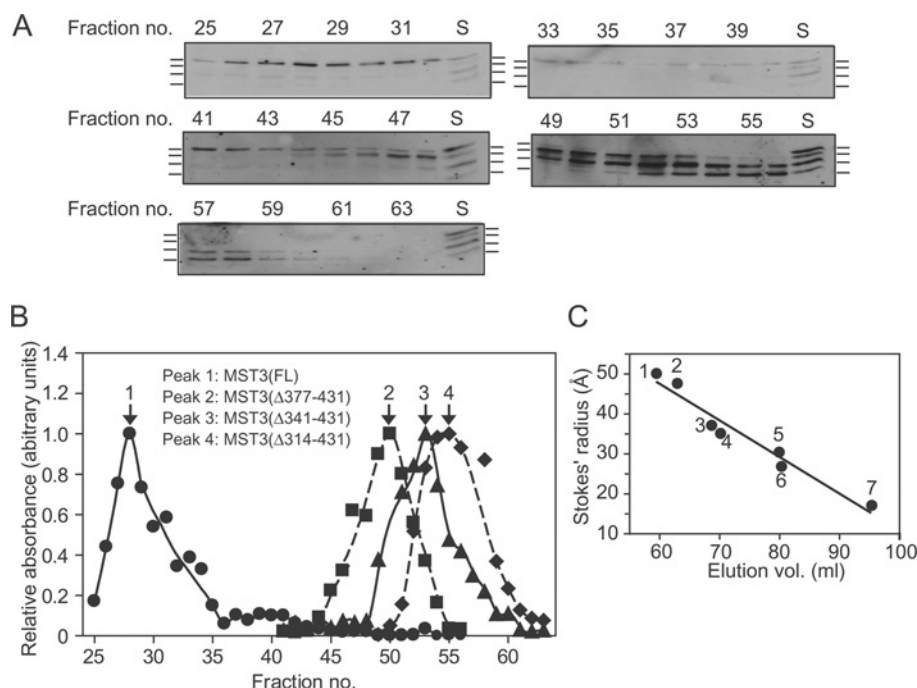 A
Fraction no. 25 27 29 31 S
33 35 37 39 S
Fraction no. 41 43 45 47 S
49 51 53 55 S
Fraction no. 57 59 61 63 S
B
Relative absorbance (abitrary units)
1.4
1.2
1.0
0.8
0.6
0.4
0.2
0
Peak 1: MST3(FL)
Peak 2: MST3(Δ377-431)
Peak 3: MST3(Δ341-431)
Peak 4: MST3(Δ314-431)
1 2 3 4
25 30 35 40 45 50 55 60
Fraction no.
C
Stokes' radius (Å)
50
40
30
20
10
1 2
3 4
5
6
7
60 70 80 90 100
Elution vol. (ml)